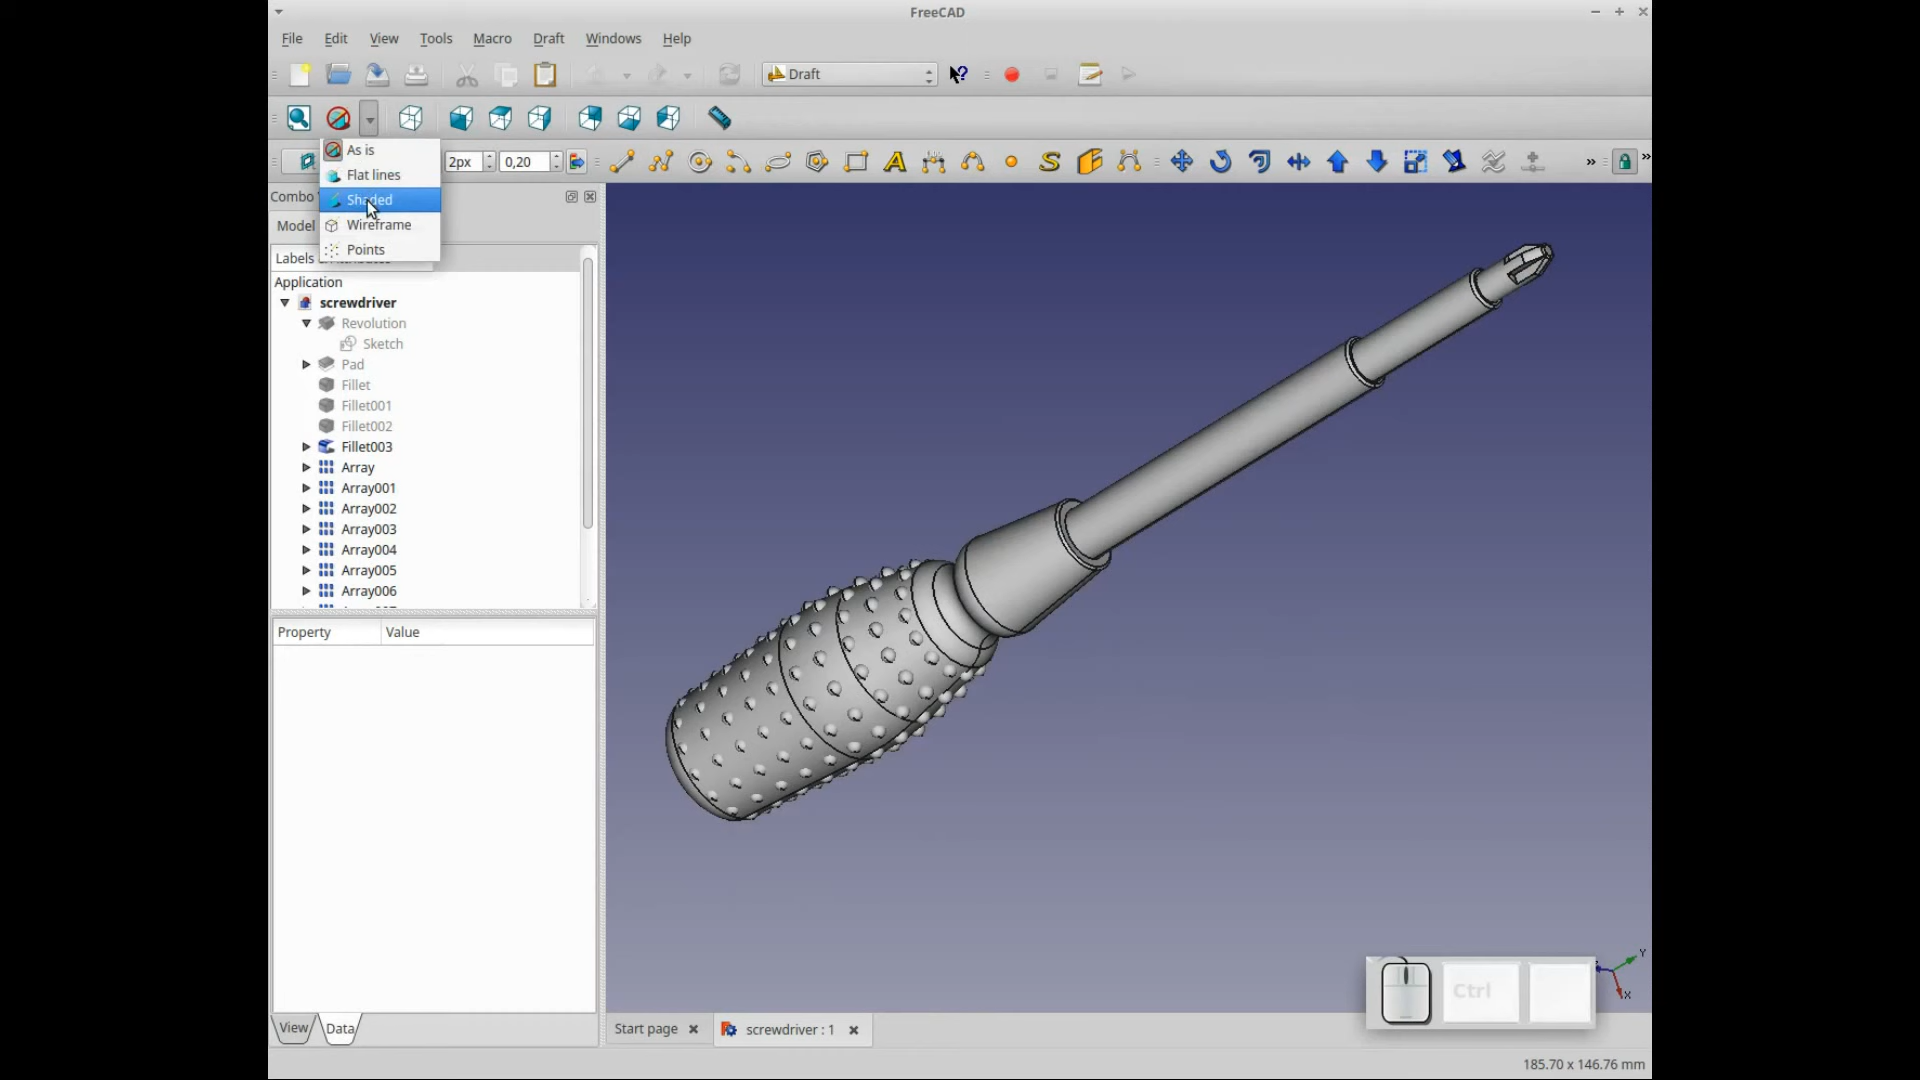 FreeCAD
File Edit View Tools Macro Draft Windows Help
Draft
As is
2px 0,20
Flat lines
Combo
Shaded
Model
Wireframe
Points
Labels
Application
screwdriver
Revolution
Sketch
Pad
Fillet
Fillet001
Fillet002
Fillet003
Array
Array001
Array002
Array003
Array004
Array005
Array006
Property Value
Y
X
Ctrl
View Data
Start page screwdriver : 1
185.70 x 146.76 mm